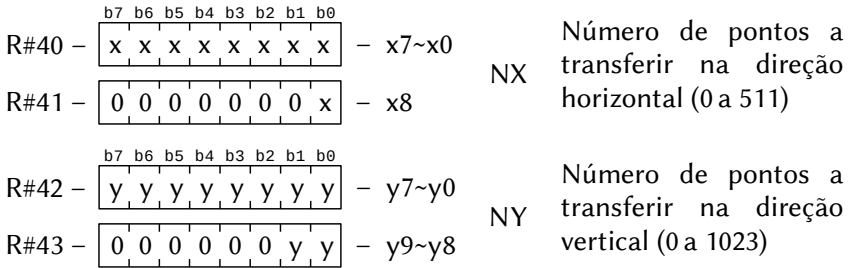 b7 b6 b5 b4 b3 b2 b1 b0
R#40 – x x x x x x x x – x7~x0
R#41 – 0 0 0 0 0 0 0 x – x8
NX
Número de pontos a
transferir na direção
horizontal (0 a 511)
b7 b6 b5 b4 b3 b2 b1 b0
R#42 – y y y y y y y y – y7~y0
R#43 – 0 0 0 0 0 0 y y – y9~y8
NY
Número de pontos a
transferir na direção
vertical (0 a 1023)